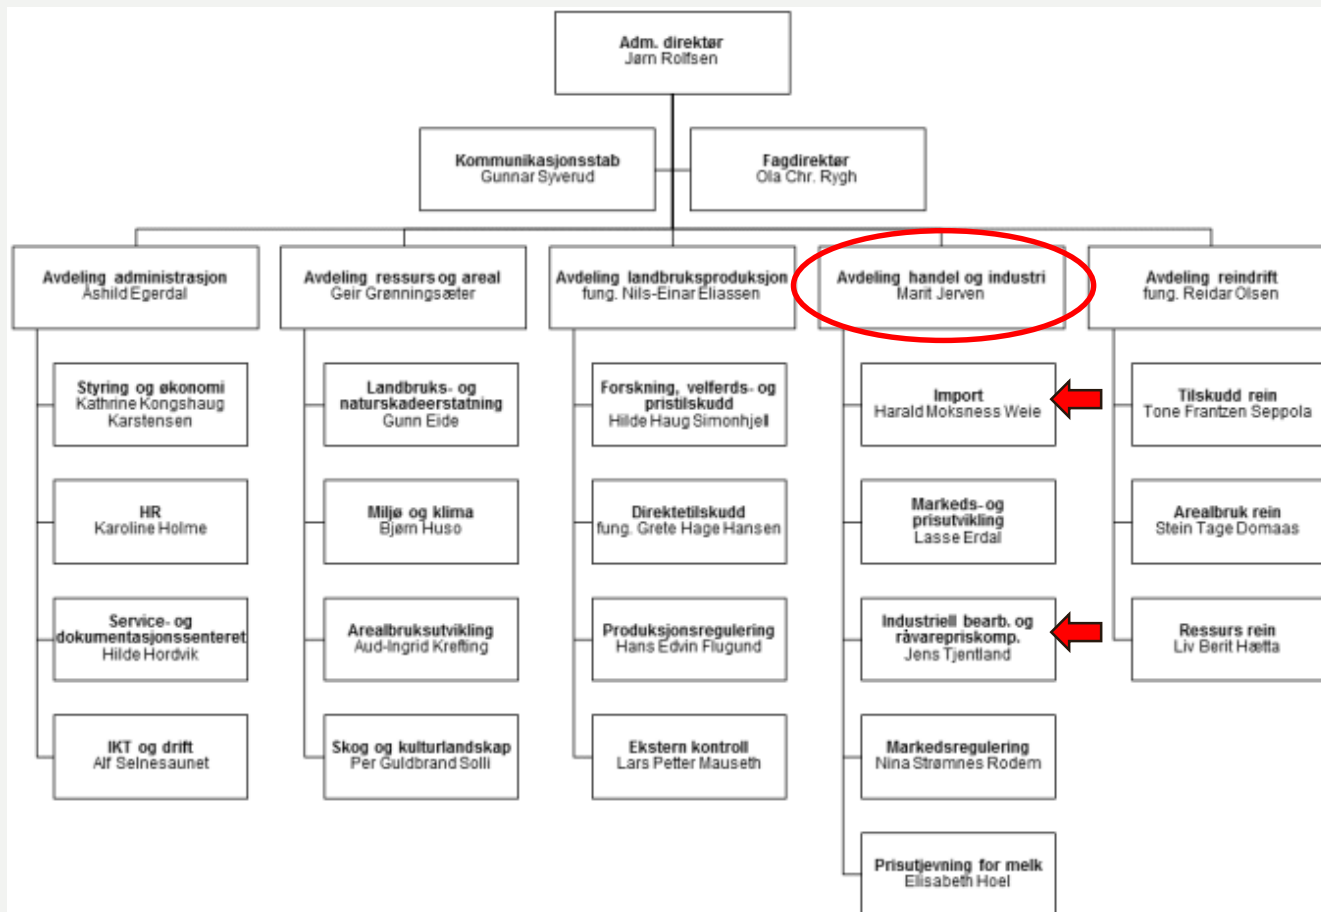 Adm. direktør
Jørn Rolfsen
Kommunikasjonsstab
Gunnar Syverud
Fagdirektør
Ola Chr. Rygh
Avdeling administrasjon
Åshild Egerdal
Avdeling ressurs og areal
Geir Grønningsæter
Avdeling landbruksproduksjon
fung. Nils-Einar Eliassen
Avdeling handel og industri
Marit Jerven
Avdeling reindrift
fung. Reidar Olsen
Styring og økonomi
Kathrine Kongshaug
Karstensen
Landbruks- og
naturskadeerstatning
Gunn Eide
Forskning, velferds- og
pristilskudd
Hilde Haug Simonhjell
Import
Harald Moksness Weie
Tilskudd rein
Tone Frantzen Seppola
HR
Karoline Holme
Miljø og klima
Bjørn Huso
Direktetilskudd
fung. Grete Hage Hansen
Markeds- og
prisutvikling
Lasse Erdal
Arealbruk rein
Stein Tage Domaas
Service- og
dokumentasjonssenteret
Hilde Hordvik
Arealbruksutvikling
Aud-Ingrid Krefting
Produksjonsregulering
Hans Edvin Flugund
Industriell bearb. og
råvarepriskomp.
Jens Tjentland
Ressurs rein
Liv Berit Hætta
IKT og drift
Alf Selnesaunet
Skog og kulturlandskap
Per Guldbrand Solli
Ekstern kontroll
Lars Petter Mauseth
Markedsregulering
Nina Strømnes Rodem
Prisutjevning for melk
Elisabeth Hoel